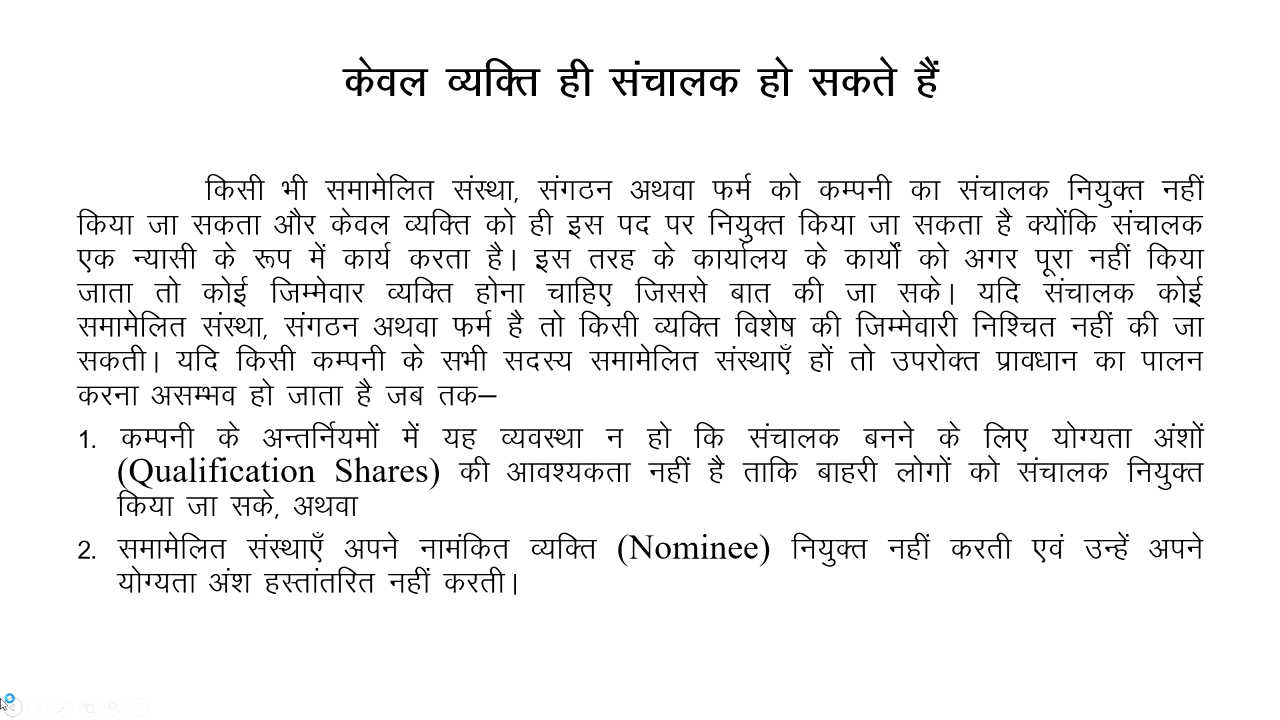 केवल व्यक्ति ही संचालक हो सकते हैं
किसी भी समामेलित संस्था, संगठन अथवा फर्म को कम्पनी का संचालक नियुक्त नहीं
किया जा सकता और केवल व्यक्ति को ही इस पद पर नियुक्त किया जा सकता है क्योंकि संचालक
एक न्यासी के रूप में कार्य करता है। इस तरह के कार्यालय के कार्यों को अगर पूरा नहीं किया
जाता तो कोई जिम्मेवार व्यक्ति होना चाहिए जिससे बात की जा सके। यदि संचालक कोई
समामेलित संस्था, संगठन अथवा फर्म है तो किसी व्यक्ति विशेष की जिम्मेवारी निश्चित नहीं की जा
सकती। यदि किसी कम्पनी के सभी सदस्य समामेलित संस्थाएँ हों तो उपरोक्त प्रावधान का पालन
करना असम्भव हो जाता है जब तक–
1. कम्पनी के अन्तर्नियमों में यह व्यवस्था न हो कि संचालक बनने के लिए योग्यता अंशों
(Qualification Shares) की आवश्यकता नहीं है ताकि बाहरी लोगों को संचालक नियुक्त
किया जा सके, अथवा
2. समामेलित संस्थाएँ अपने नामंकित व्यक्ति (Nominee) नियुक्त नहीं करती एवं उन्हें अपने
योग्यता अंश हस्तांतरित नहीं करती।